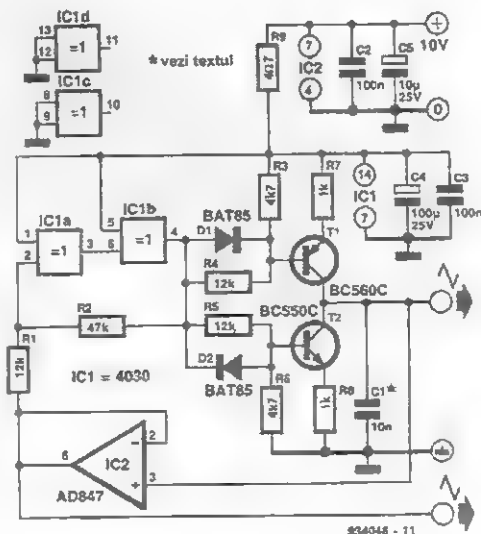 13
12
IC1d
=1
11
IC1c
8
9
=1
10
* vezi textul
R9
4Ω7
7
IC2
4
C2
100n
C5
10µ
25V
+
10V
0
R3
4k7
R7
1k
14
IC1
7
C4
100µ
25V
C3
100n
1
2
IC1a
=1
3
5
6
IC1b
=1
4
BAT85
D1
R4
12k
T1
BC560C
R2
47k
R5
12k
BC550C
T2
R1
12k
IC1 = 4030
D2
BAT85
R6
4k7
R8
1k
C1*
10n
6
2
IC2
3
AD847
934046 - 11